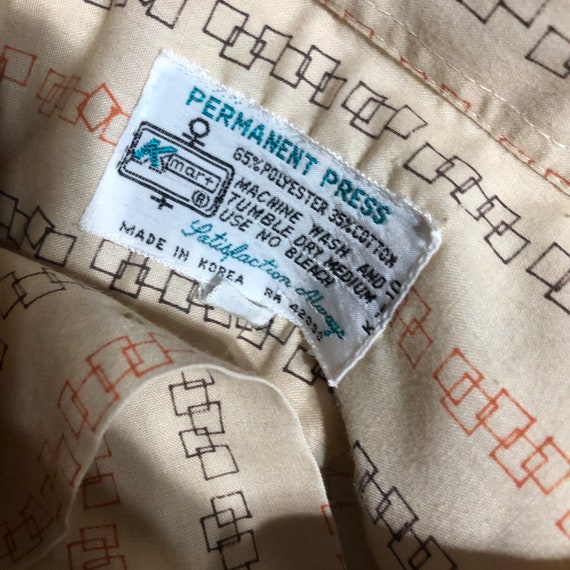 PERMANENT PRESS
Kmart ®
65% POLYESTER 35% COTTON
MACHINE WASH AND
TUMBLE DRY MEDIUM
USE NO BLEACH
Satisfaction Always
MADE IN KOREA RA